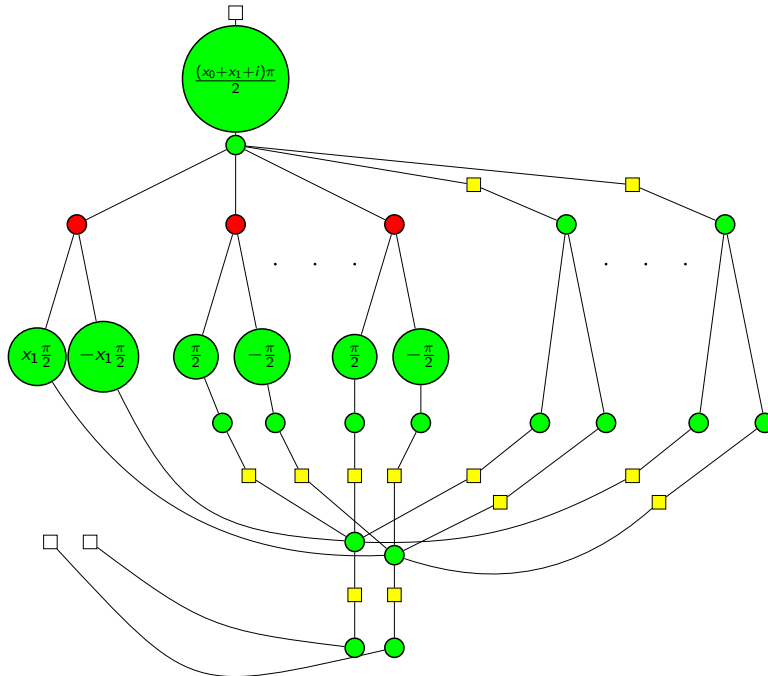 (x₀+x₁+i)π
2
. . . . . .
x₁π/2 −x₁π/2 π/2 −π/2 π/2 −π/2